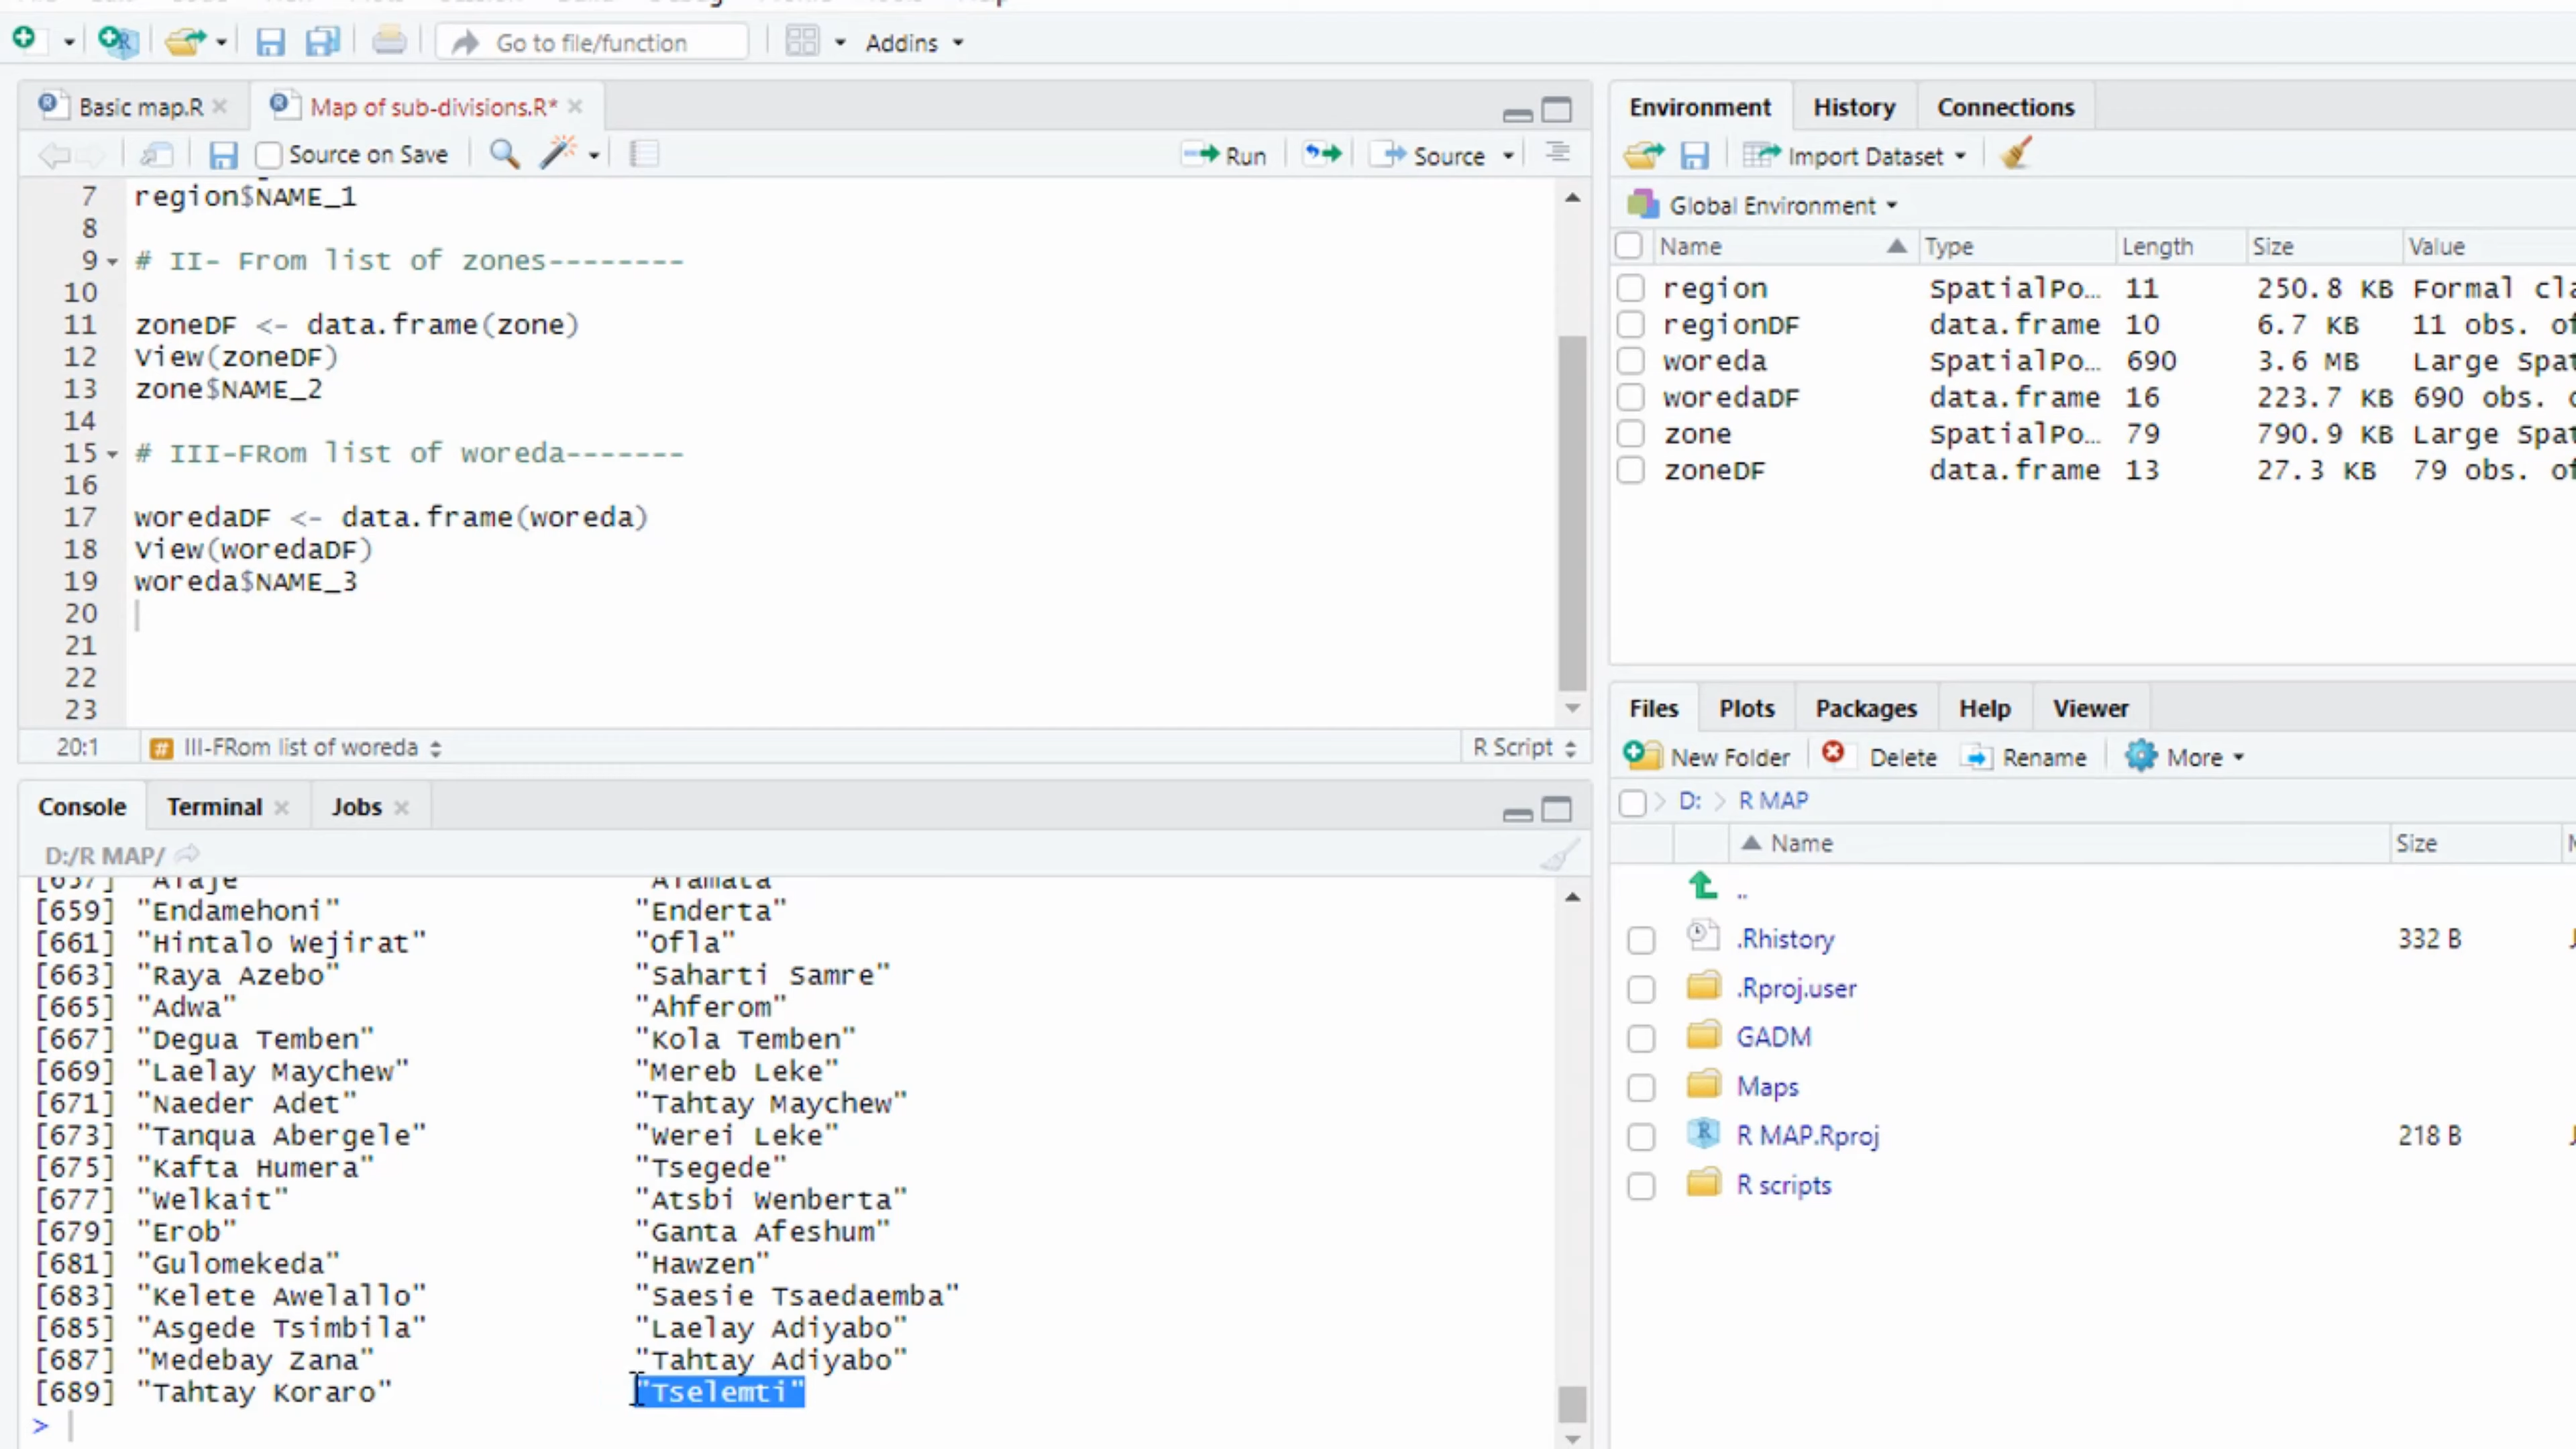 Go to file/function
Addins
Basic map.R
Map of sub-divisions.R*
Source on Save
Run
Source
7 region$NAME_1
8
9 # II- From list of zones--------
10
11 zoneDF <- data.frame(zone)
12 View(zoneDF)
13 zone$NAME_2
14
15 # III-FRom list of woreda-------
16
17 woredaDF <- data.frame(woreda)
18 View(woredaDF)
19 woreda$NAME_3
20
21
22
23
20:1 # III-FRom list of woreda R Script
Console Terminal Jobs
D:/R MAP/
[659] "Endamehoni" "Enderta"
[661] "Hintalo Wejirat" "Ofla"
[663] "Raya Azebo" "Saharti Samre"
[665] "Adwa" "Ahferom"
[667] "Degua Temben" "Kola Temben"
[669] "Laelay Maychew" "Mereb Leke"
[671] "Naeder Adet" "Tahtay Maychew"
[673] "Tanqua Abergele" "Werei Leke"
[675] "Kafta Humera" "Tsegede"
[677] "Welkait" "Atsbi Wenberta"
[679] "Erob" "Ganta Afeshum"
[681] "Gulomekeda" "Hawzen"
[683] "Kelete Awelallo" "Saesie Tsaedaemba"
[685] "Asgede Tsimbila" "Laelay Adiyabo"
[687] "Medebay Zana" "Tahtay Adiyabo"
[689] "Tahtay Koraro" "Tselemti"
>
Environment History Connections
Import Dataset
Global Environment
Name Type Length Size Value
region SpatialPo… 11 250.8 KB Formal cl
regionDF data.frame 10 6.7 KB 11 obs. o
woreda SpatialPo… 690 3.6 MB Large Spa
woredaDF data.frame 16 223.7 KB 690 obs.
zone SpatialPo… 79 790.9 KB Large Spa
zoneDF data.frame 13 27.3 KB 79 obs. o
Files Plots Packages Help Viewer
New Folder Delete Rename More
D: R MAP
Name Size
..
.Rhistory 332 B
.Rproj.user
GADM
Maps
R MAP.Rproj 218 B
R scripts